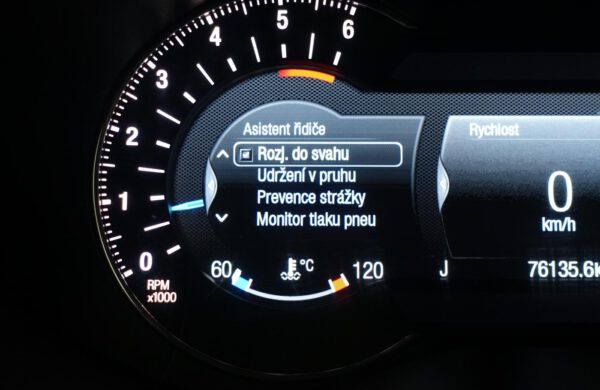 6
5
4
3
2
1
0
RPM
x1000
Asistent řidiče
Rozj. do svahu
Udržení v pruhu
Prevence strážky
Monitor tlaku pneu
60
°C
120
Rychlost
0
km/h
J
76135.6k